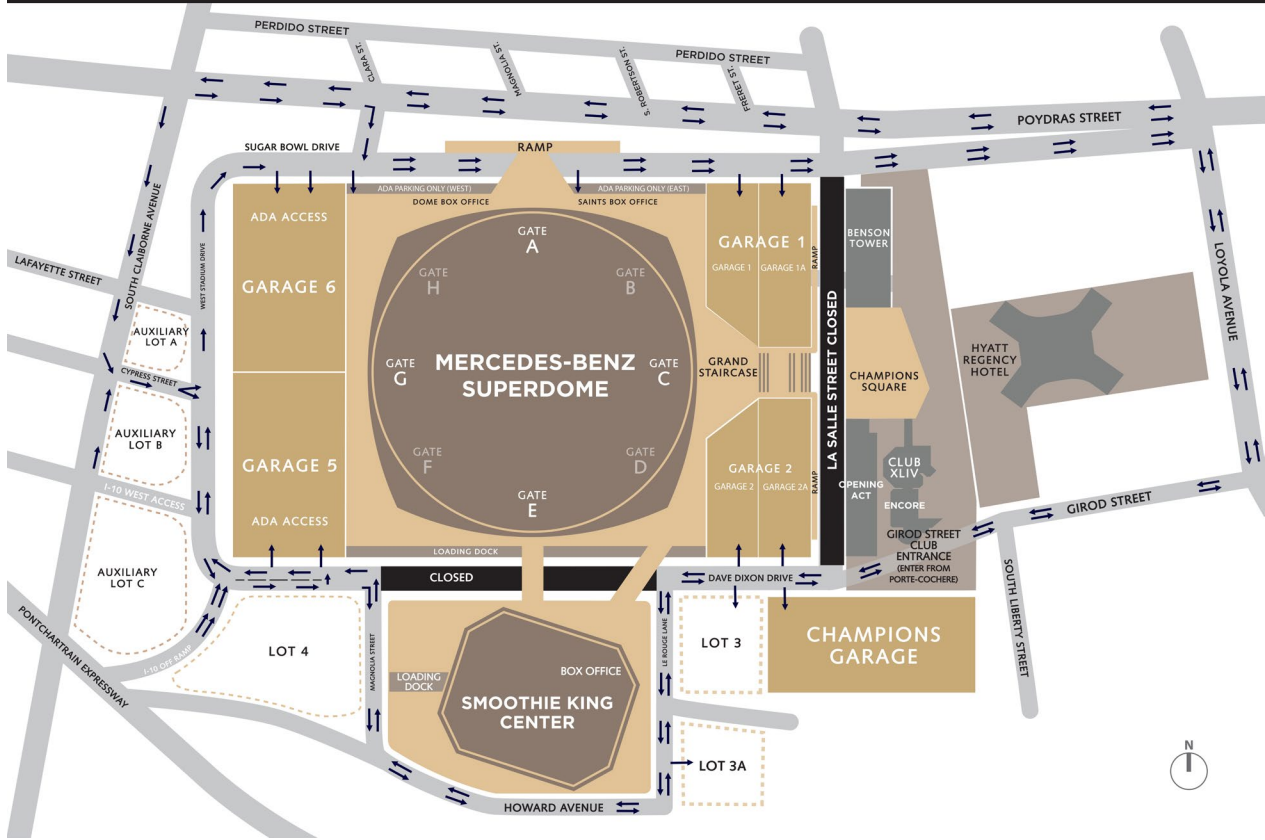 PERDIDO STREET
PERDIDO STREET
CLARA ST.
MAGNOLIA ST.
S. ROBERTSON ST.
FRERET ST.
POYDRAS STREET
SUGAR BOWL DRIVE
RAMP
ADA PARKING ONLY (WEST)
ADA PARKING ONLY (EAST)
DOME BOX OFFICE
SAINTS BOX OFFICE
SOUTH CLAIBORNE AVENUE
WEST STADIUM DRIVE
LAFAYETTE STREET
ADA ACCESS
GARAGE 6
GATE
A
GATE
H
GATE
B
GARAGE 1
GARAGE 1
GARAGE 1A
RAMP
BENSON
TOWER
LOYOLA AVENUE
LA SALLE STREET CLOSED
AUXILIARY
LOT A
CYPRESS STREET
GATE
G
MERCEDES-BENZ
SUPERDOME
GATE
C
GRAND
STAIRCASE
CHAMPIONS
SQUARE
HYATT
REGENCY
HOTEL
AUXILIARY
LOT B
GARAGE 5
ADA ACCESS
GATE
F
GATE
D
GATE
E
GARAGE 2
GARAGE 2
GARAGE 2A
RAMP
OPENING
ACT
CLUB
XLIV
ENCORE
GIROD STREET
I-10 WEST ACCESS
GIROD STREET
CLUB
ENTRANCE
(ENTER FROM
PORTE-COCHERE)
LOADING DOCK
AUXILIARY
LOT C
CLOSED
DAVE DIXON DRIVE
SOUTH LIBERTY STREET
PONTCHARTRAIN EXPRESSWAY
I-10 OFF RAMP
LOT 4
MAGNOLIA STREET
LOADING
DOCK
BOX OFFICE
SMOOTHIE KING
CENTER
LE ROUGE LANE
LOT 3
CHAMPIONS
GARAGE
LOT 3A
HOWARD AVENUE
N